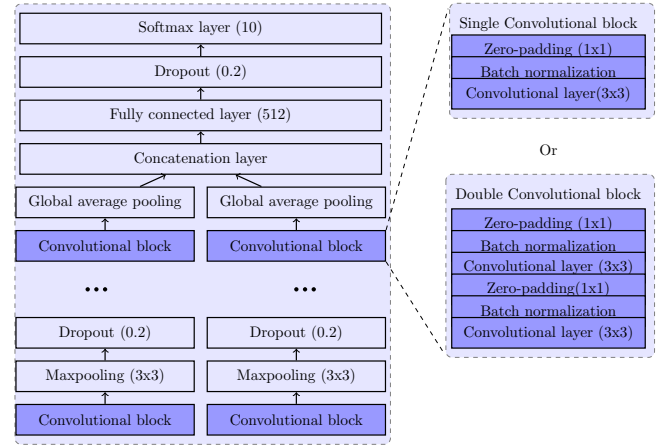 Softmax layer (10)
Dropout (0.2)
Fully connected layer (512)
Concatenation layer
Global average pooling
Global average pooling
Convolutional block
Convolutional block
...
...
Dropout (0.2)
Dropout (0.2)
Maxpooling (3x3)
Maxpooling (3x3)
Convolutional block
Convolutional block
Single Convolutional block
Zero-padding (1x1)
Batch normalization
Convolutional layer(3x3)
Or
Double Convolutional block
Zero-padding (1x1)
Batch normalization
Convolutional layer (3x3)
Zero-padding(1x1)
Batch normalization
Convolutional layer (3x3)